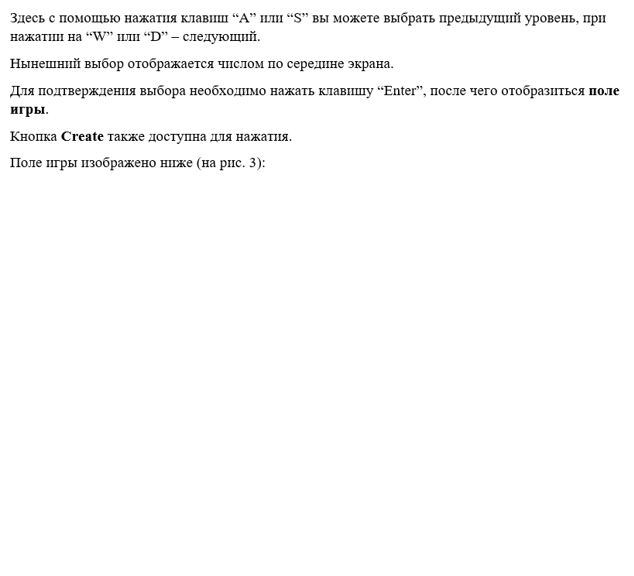 Здесь с помощью нажатия клавиш “A” или “S” вы можете выбрать предыдущий уровень, при
нажатии на “W” или “D” – следующий.
Нынешний выбор отображается числом по середине экрана.
Для подтверждения выбора необходимо нажать клавишу “Enter”, после чего отобразиться поле
игры.
Кнопка Create также доступна для нажатия.
Поле игры изображено ниже (на рис. 3):